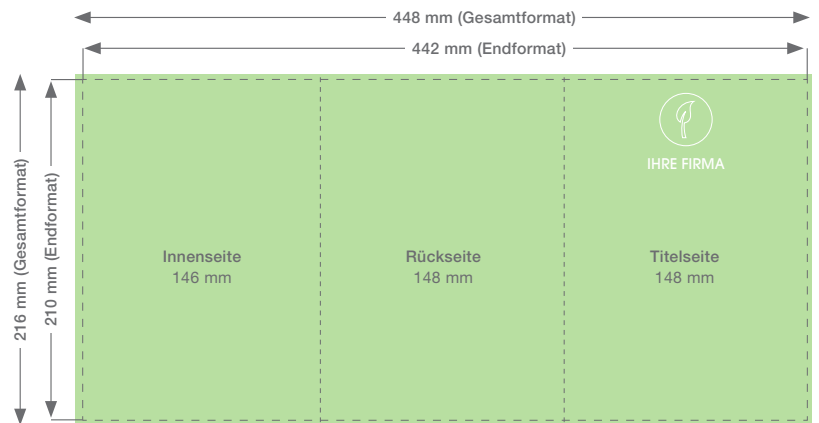 448 mm (Gesamtformat)
442 mm (Endformat)
216 mm (Gesamtformat)
210 mm (Endformat)
IHRE FIRMA
Innenseite
146 mm
Rückseite
148 mm
Titelseite
148 mm